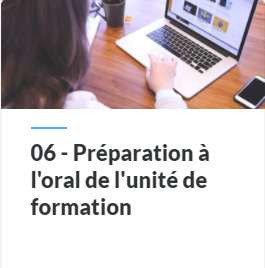 06 - Préparation à
l'oral de l'unité de
formation